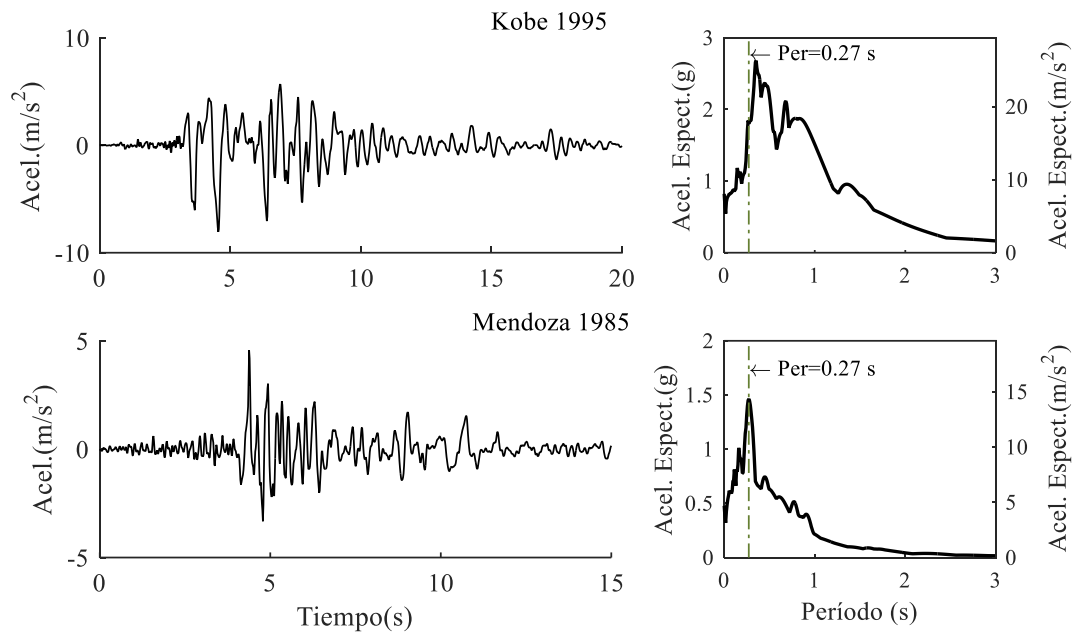 Kobe 1995
10
0
-10
Acel.(m/s²)
0 5 10 15 20
3
2
1
0
Acel. Espect.(g)
← Per=0.27 s
20
10
0
Acel. Espect.(m/s²)
0 1 2 3
Mendoza 1985
5
0
-5
Acel.(m/s²)
0 5 10 15
Tiempo(s)
2
1.5
1
0.5
0
Acel. Espect.(g)
← Per=0.27 s
15
10
5
0
Acel. Espect.(m/s²)
0 1 2 3
Período (s)